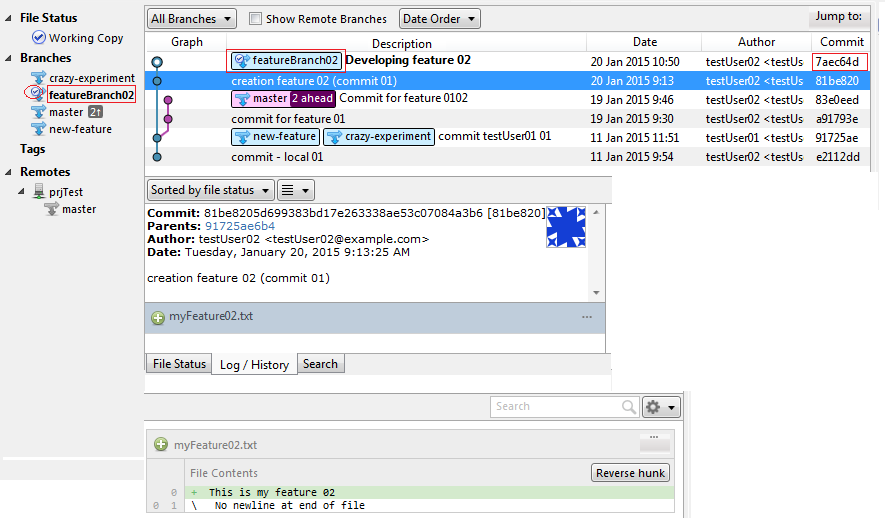 File Status
Working Copy
Branches
crazy-experiment
featureBranch02
master 2↑
new-feature
Tags
Remotes
prjTest
master
All Branches Show Remote Branches Date Order Jump to:
Graph Description Date Author Commit
featureBranch02 Developing feature 02 20 Jan 2015 10:50 testUser02 <testUs 7aec64d
creation feature 02 (commit 01) 20 Jan 2015 9:13 testUser02 <testUs 81be820
master 2 ahead Commit for feature 0102 19 Jan 2015 9:46 testUser02 <testUs 83e0eed
commit for feature 01 19 Jan 2015 9:30 testUser02 <testUs a91793e
new-feature crazy-experiment commit testUser01 01 11 Jan 2015 11:51 testUser01 <testUs 91725ae
commit - local 01 11 Jan 2015 9:54 testUser02 <testUs e2112dd
Sorted by file status
Commit: 81be8205d699383bd17e263338ae53c07084a3b6 [81be820]
Parents: 91725ae6b4
Author: testUser02 <testUser02@example.com>
Date: Tuesday, January 20, 2015 9:13:25 AM
creation feature 02 (commit 01)
myFeature02.txt ...
File Status Log / History Search
Search
myFeature02.txt ...
File Contents Reverse hunk
0 + This is my feature 02
0 1 \ No newline at end of file